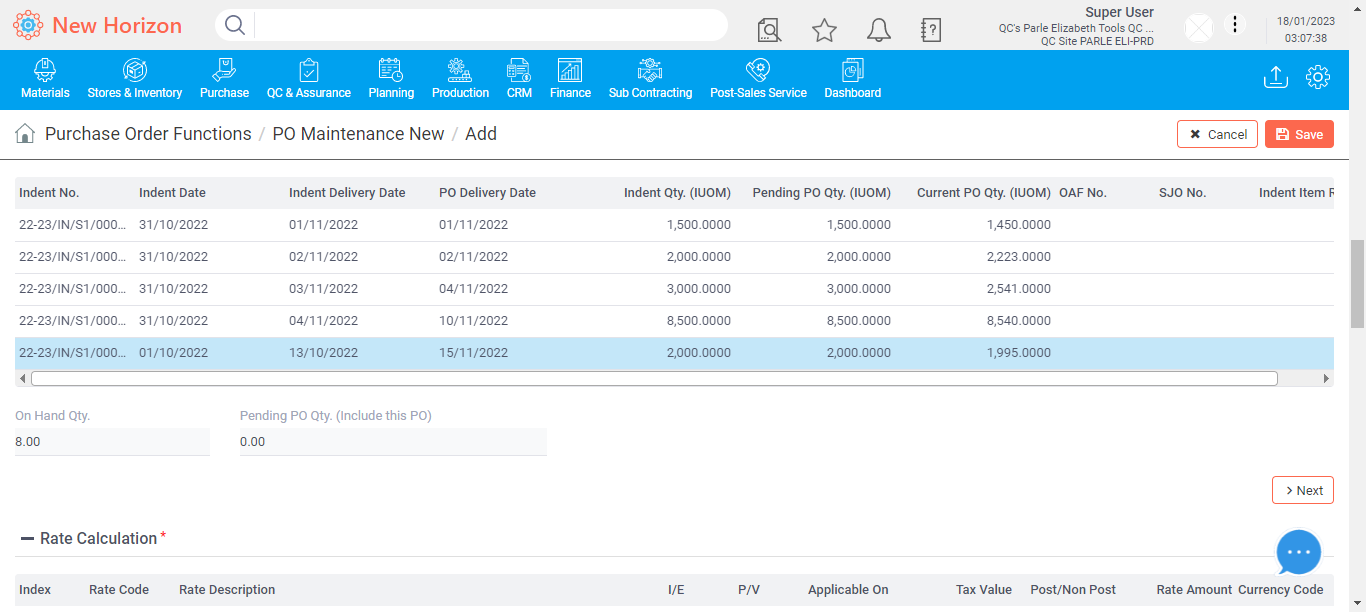 New Horizon
Super User
QC's Parle Elizabeth Tools QC ...
QC Site PARLE ELI-PRD
18/01/2023
03:07:38
Materials Stores & Inventory Purchase QC & Assurance Planning Production CRM Finance Sub Contracting Post-Sales Service Dashboard
Purchase Order Functions / PO Maintenance New / Add
Cancel Save
Indent No. Indent Date Indent Delivery Date PO Delivery Date Indent Qty. (IUOM) Pending PO Qty. (IUOM) Current PO Qty. (IUOM) OAF No. SJO No. Indent Item R
22-23/IN/S1/000... 31/10/2022 01/11/2022 01/11/2022 1,500.0000 1,500.0000 1,450.0000
22-23/IN/S1/000... 31/10/2022 02/11/2022 02/11/2022 2,000.0000 2,000.0000 2,223.0000
22-23/IN/S1/000... 31/10/2022 03/11/2022 04/11/2022 3,000.0000 3,000.0000 2,541.0000
22-23/IN/S1/000... 31/10/2022 04/11/2022 10/11/2022 8,500.0000 8,500.0000 8,540.0000
22-23/IN/S1/000... 01/10/2022 13/10/2022 15/11/2022 2,000.0000 2,000.0000 1,995.0000
On Hand Qty. Pending PO Qty. (Include this PO)
8.00 0.00
> Next
Rate Calculation *
Index Rate Code Rate Description I/E P/V Applicable On Tax Value Post/Non Post Rate Amount Currency Code